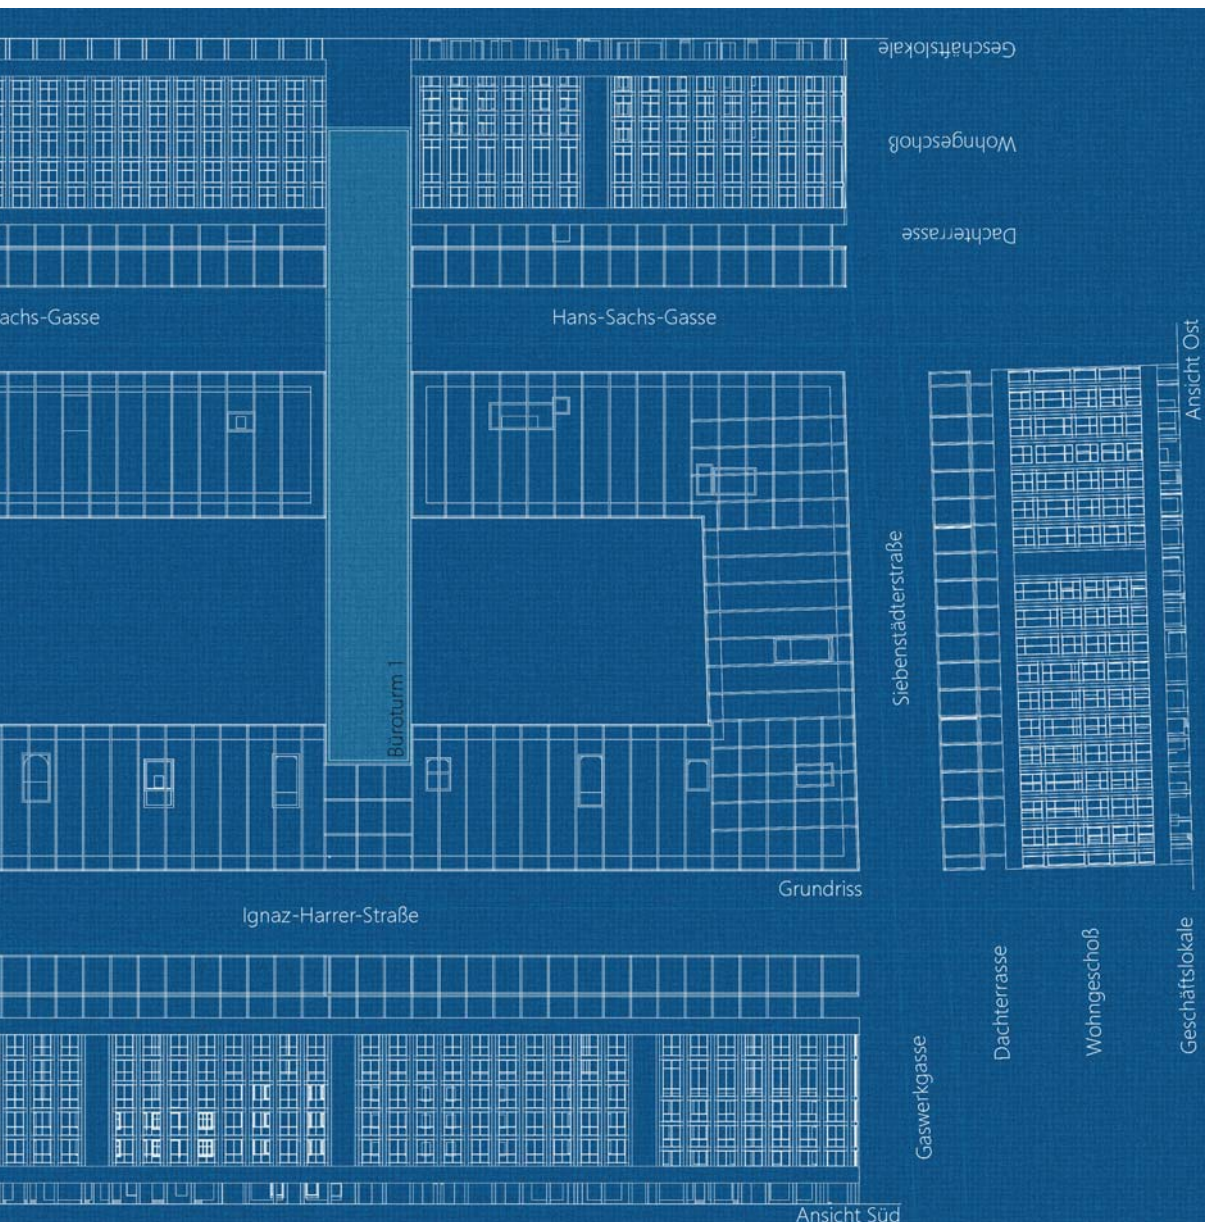 Geschäftslokale
Wohngeschoß
Dachterrasse
achs-Gasse
Hans-Sachs-Gasse
Ansicht Ost
Siebenstädterstraße
Büroturm 1
Grundriss
Ignaz-Harrer-Straße
Dachterrasse
Wohngeschoß
Geschäftslokale
Gaswerkgasse
Ansicht Süd